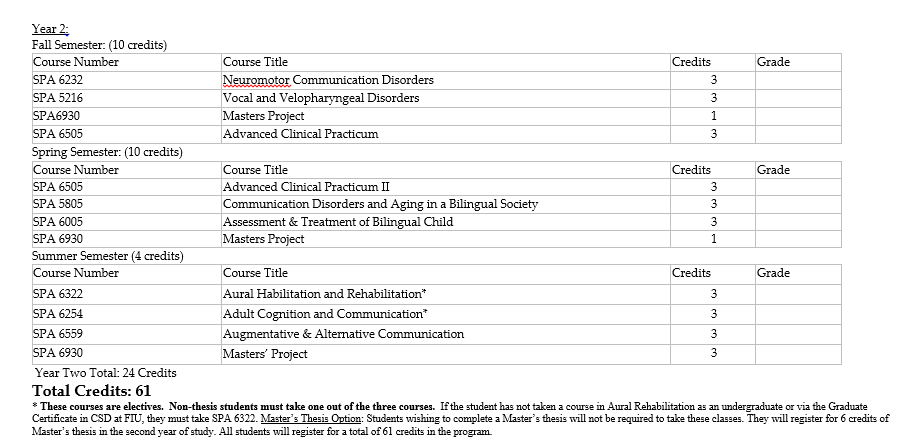 Year 2:
Fall Semester: (10 credits)
Course Number Course Title Credits Grade
SPA 6232 Neuromotor Communication Disorders 3
SPA 5216 Vocal and Velopharyngeal Disorders 3
SPA6930 Masters Project 1
SPA 6505 Advanced Clinical Practicum 3
Spring Semester: (10 credits)
Course Number Course Title Credits Grade
SPA 6505 Advanced Clinical Practicum II 3
SPA 5805 Communication Disorders and Aging in a Bilingual Society 3
SPA 6005 Assessment & Treatment of Bilingual Child 3
SPA 6930 Masters Project 1
Summer Semester (4 credits)
Course Number Course Title Credits Grade
SPA 6322 Aural Habilitation and Rehabilitation* 3
SPA 6254 Adult Cognition and Communication* 3
SPA 6559 Augmentative & Alternative Communication 3
SPA 6930 Masters' Project 3
Year Two Total: 24 Credits
Total Credits: 61
* These courses are electives. Non-thesis students must take one out of the three courses. If the student has not taken a course in Aural Rehabilitation as an undergraduate or via the Graduate
Certificate in CSD at FIU, they must take SPA 6322. Master's Thesis Option: Students wishing to complete a Master's thesis will not be required to take these classes. They will register for 6 credits of
Master's thesis in the second year of study. All students will register for a total of 61 credits in the program.